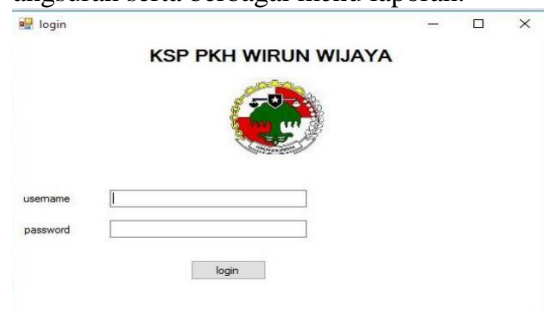 angsuran serta berbagai menu laporan.
login
KSP PKH WIRUN WIJAYA
username
password
login